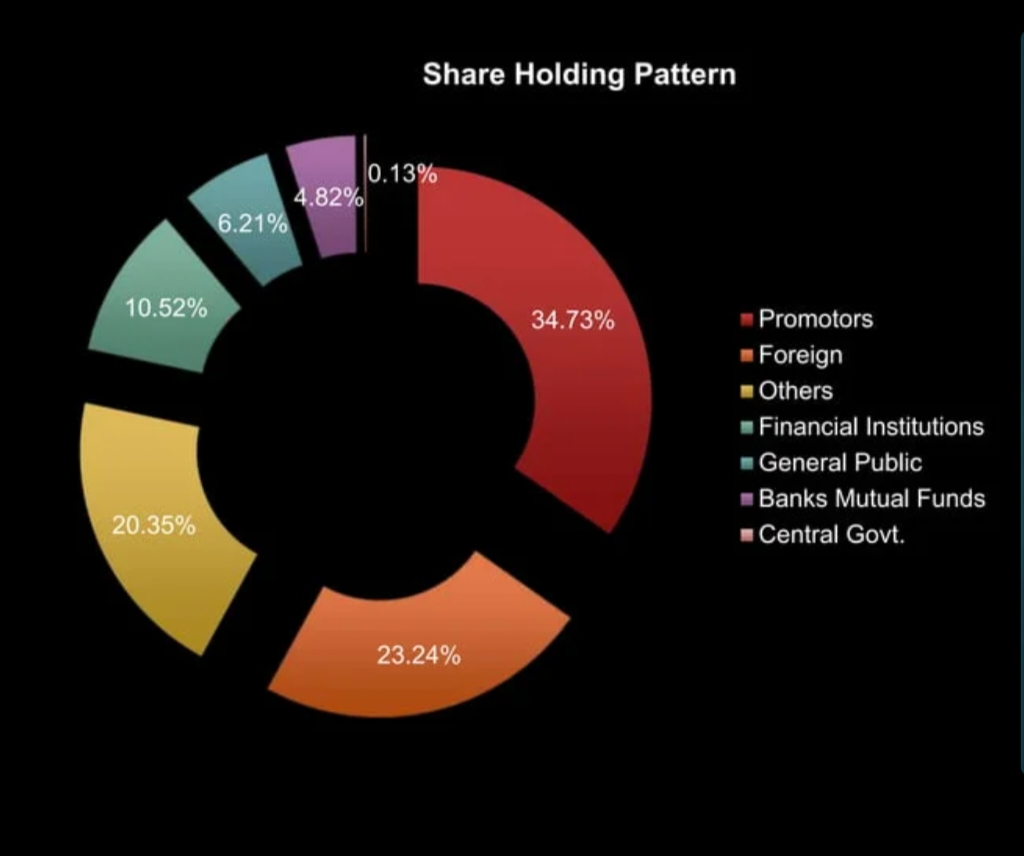 Share Holding Pattern
0.13%
4.82%
6.21%
34.73%
10.52%
20.35%
23.24%
Promotors
Foreign
Others
Financial Institutions
General Public
Banks Mutual Funds
Central Govt.